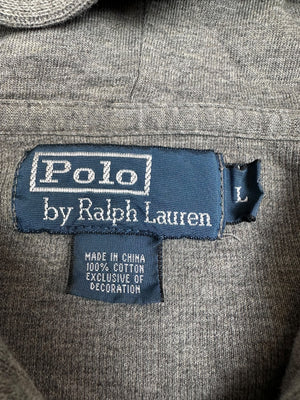 Polo
by Ralph Lauren
L
MADE IN CHINA
100% COTTON
EXCLUSIVE OF
DECORATION